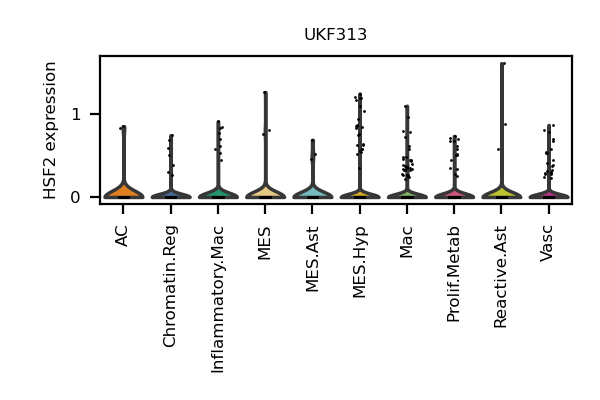 UKF313
HSF2 expression
1
0
AC
Chromatin.Reg
Inflammatory.Mac
MES
MES.Ast
MES.Hyp
Mac
Prolif.Metab
Reactive.Ast
Vasc